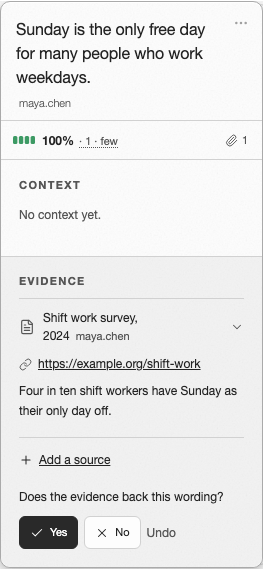 Sunday is the only free day
for many people who work
weekdays.
maya.chen
100% · 1 · few 1
CONTEXT
No context yet.
EVIDENCE
Shift work survey,
2024 maya.chen
https://example.org/shift-work
Four in ten shift workers have Sunday as
their only day off.
Add a source
Does the evidence back this wording?
Yes No Undo